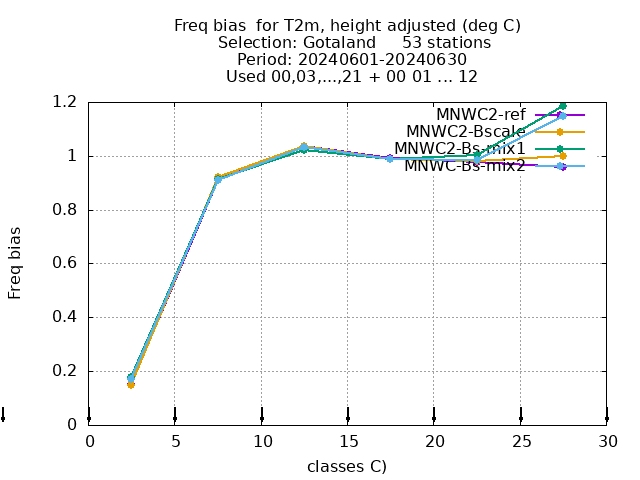 Freq bias  for T2m, height adjusted (deg C)
Selection: Gotaland     53 stations
Period: 20240601-20240630
Used 00,03,...,21 + 00 01 ... 12
MNWC2-ref
MNWC2-Bscale
MNWC2-Bs-mix1
MNWC-Bs-mix2
1.2
1
0.8
0.6
0.4
0.2
0
Freq bias
0 5 10 15 20 25 30
classes C)